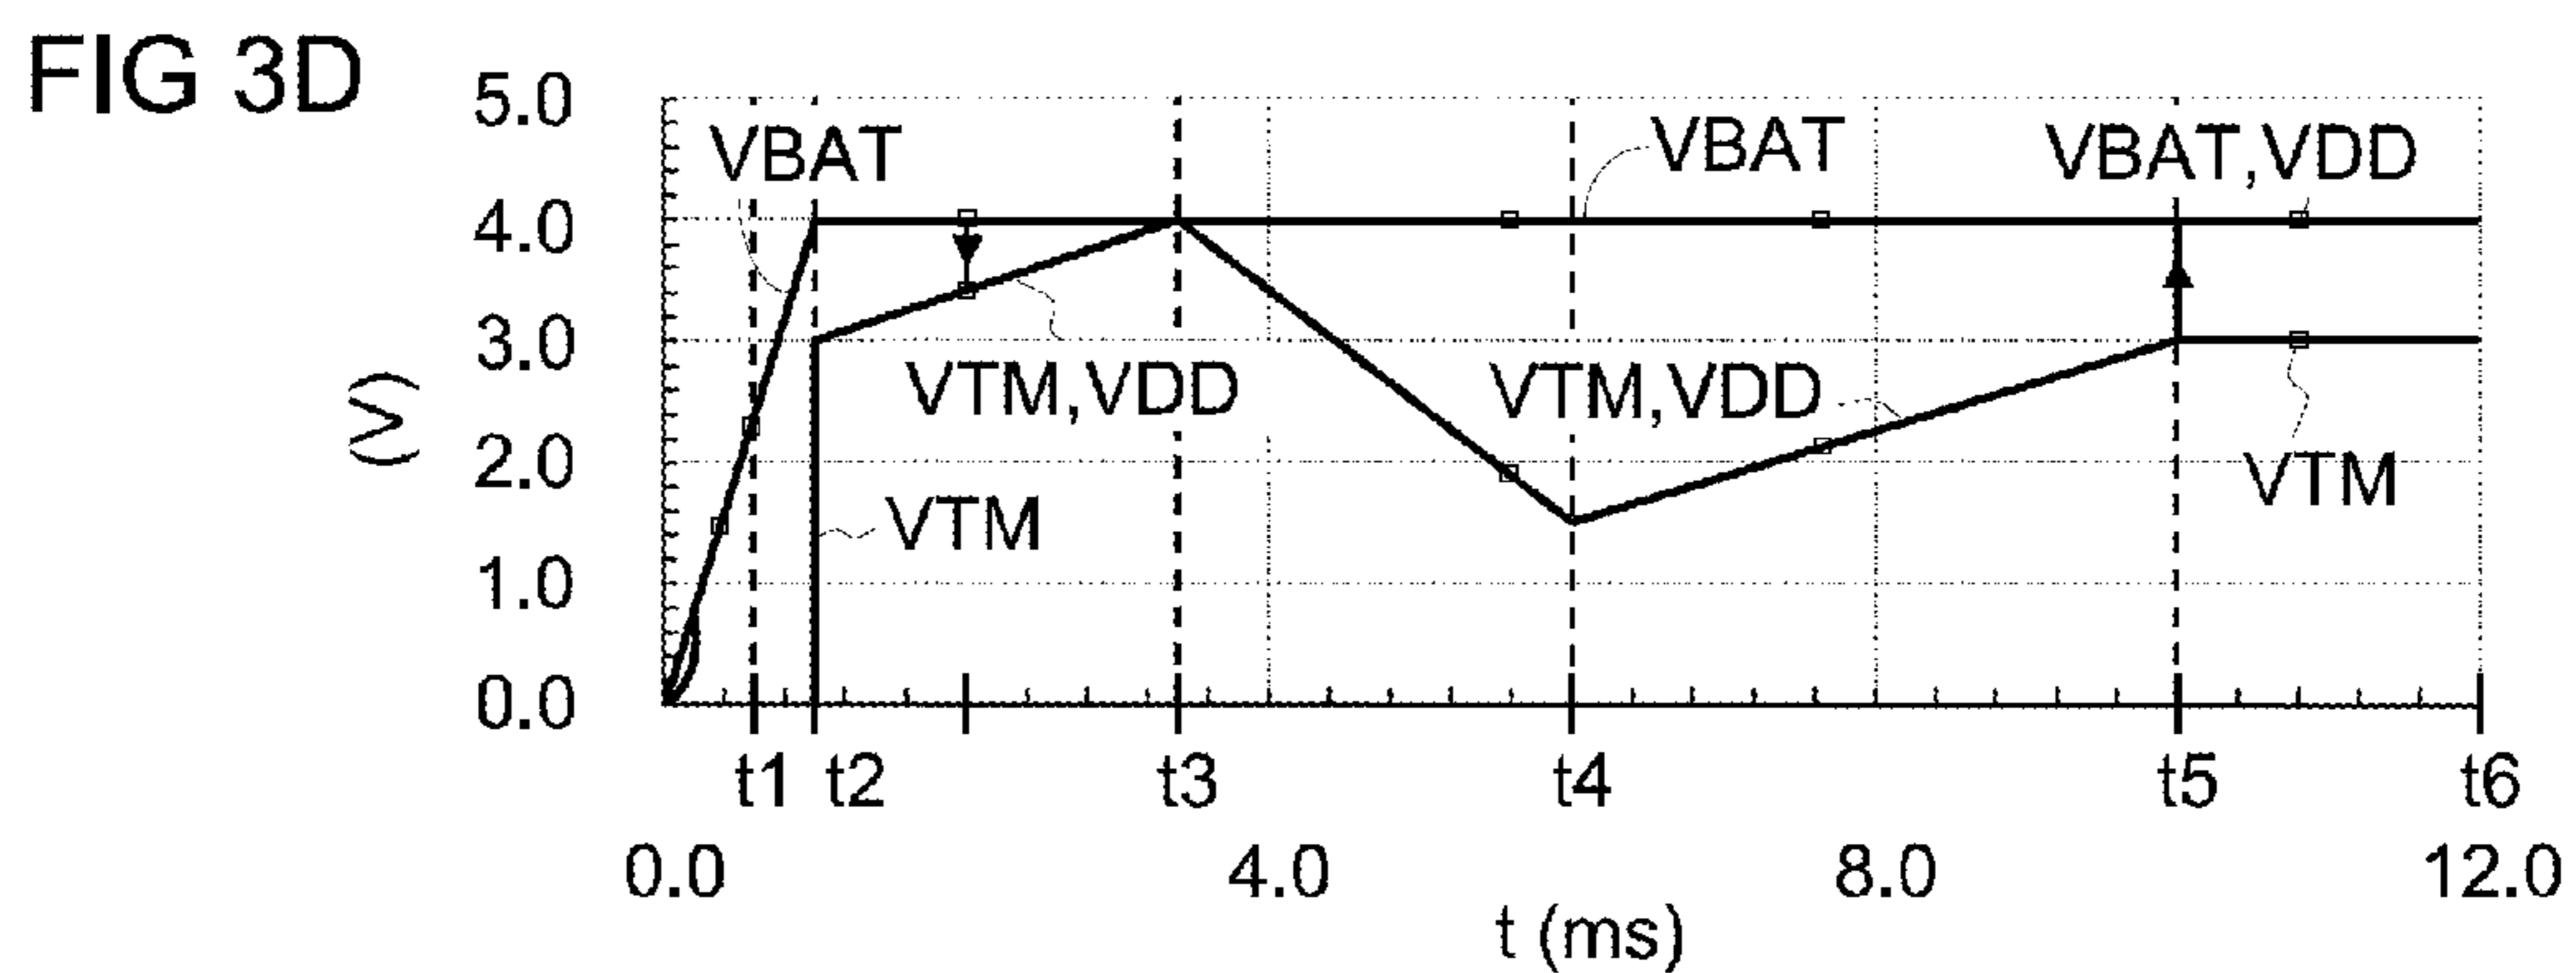 FIG 3D
5.0
VBAT
VBAT
VBAT,VDD
4.0
3.0
(V)
VTM,VDD
VTM,VDD
2.0
VTM
VTM
1.0
0.0
t1 t2 t3 t4 t5 t6
0.0 4.0 8.0 12.0
t (ms)